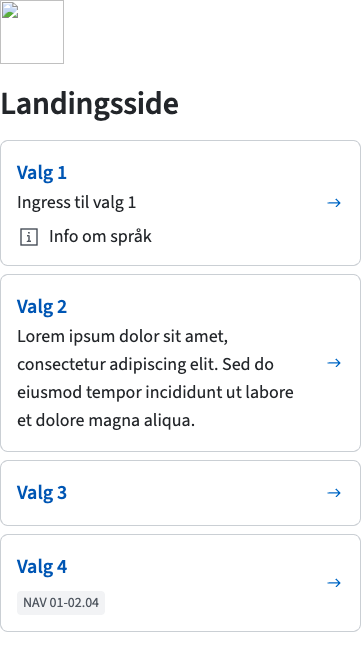 Landingsside
Valg 1
Ingress til valg 1
Info om språk
Valg 2
Lorem ipsum dolor sit amet,
consectetur adipiscing elit. Sed do
eiusmod tempor incididunt ut labore
et dolore magna aliqua.
Valg 3
Valg 4
NAV 01-02.04